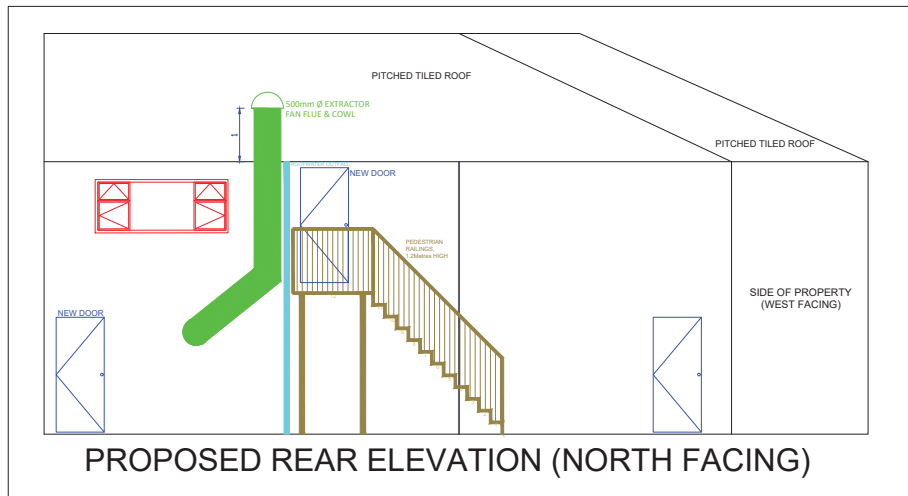 PITCHED TILED ROOF
500mm Ø EXTRACTOR
FAN FLUE & COWL
1
PITCHED TILED ROOF
NEW DOOR
PEDESTRIAN
RAILINGS,
1.2Metres HIGH
SIDE OF PROPERTY
(WEST FACING)
NEW DOOR
PROPOSED REAR ELEVATION (NORTH FACING)